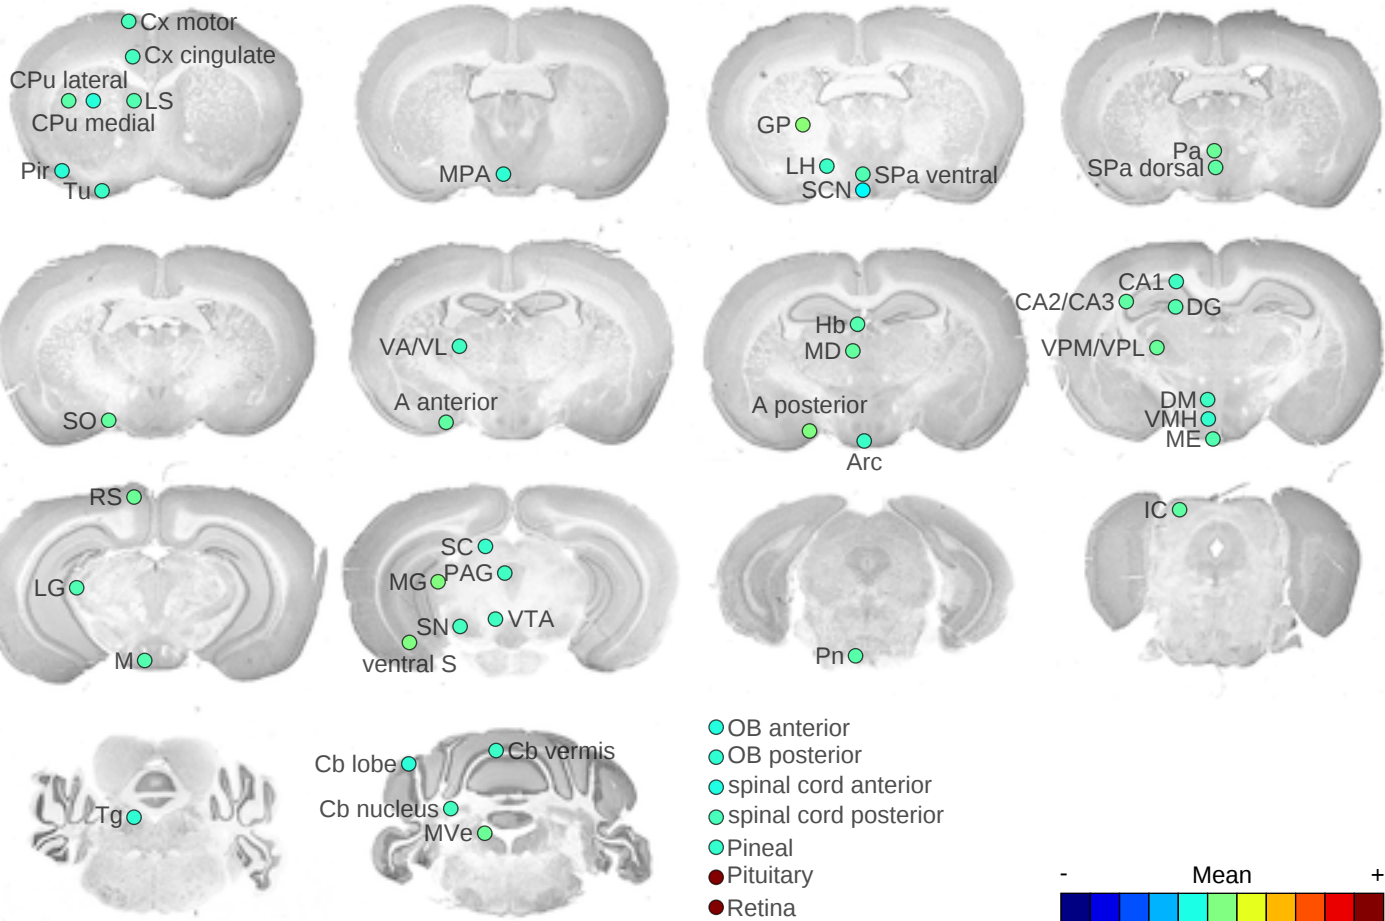 Cx motor
Cx cingulate
CPu lateral
LS
CPu medial
Pir
Tu
MPA
GP
LH
SPa ventral
SCN
Pa
SPa dorsal
SO
VA/VL
A anterior
Hb
MD
A posterior
Arc
CA1
CA2/CA3
DG
VPM/VPL
DM
VMH
ME
RS
LG
M
SC
MG
PAG
SN
VTA
ventral S
Pn
IC
Tg
Cb lobe
Cb vermis
Cb nucleus
MVe
OB anterior
OB posterior
spinal cord anterior
spinal cord posterior
Pineal
Pituitary
Retina
- Mean +